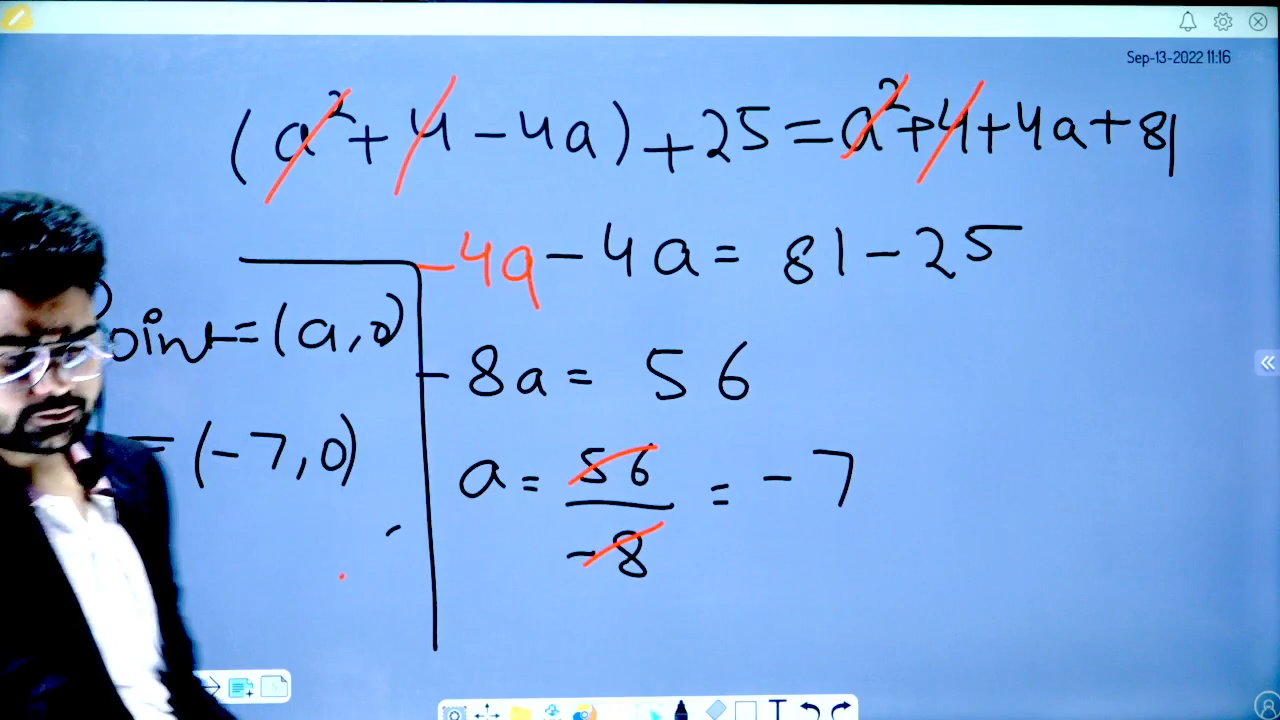 Sep-13-2022 11:16
(a² + 4 - 4a) + 25 = a² + 4 + 4a + 81
-4a - 4a = 81 - 25
Point = (a, 0)
- 8a = 56
= (-7, 0)
a = 56/-8 = -7